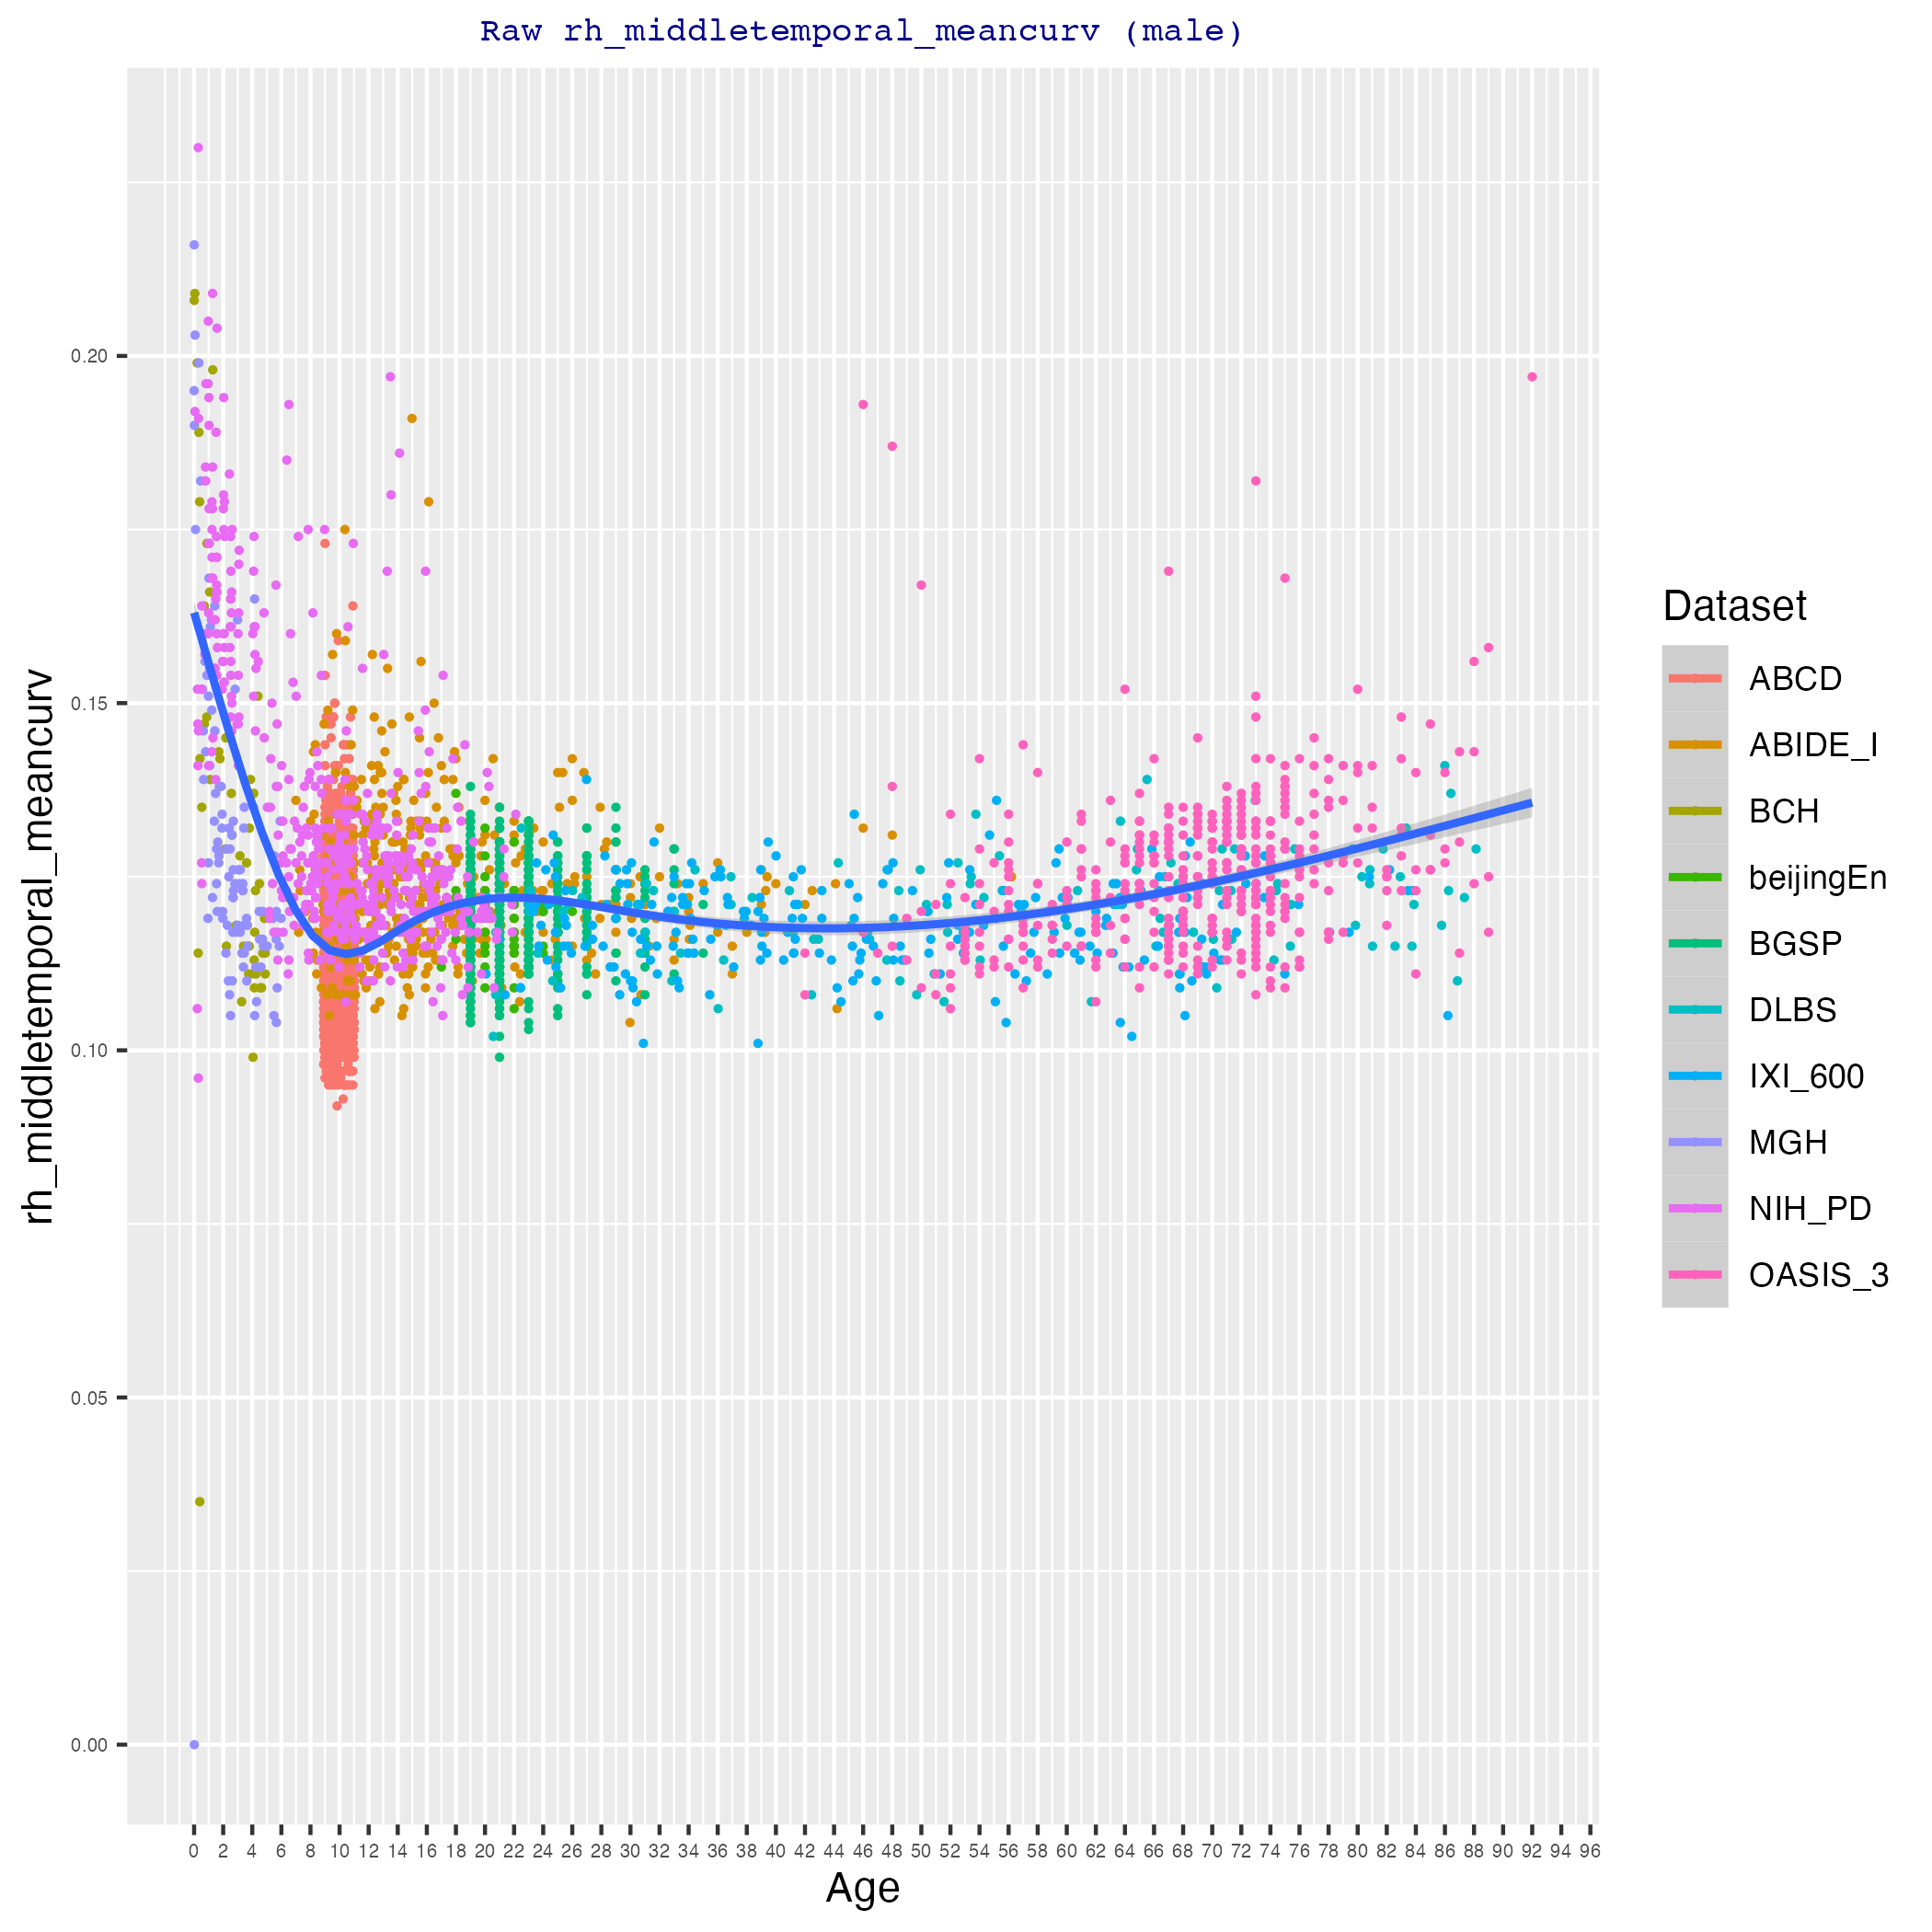 Raw rh_middletemporal_meancurv (male)
rh_middletemporal_meancurv
0.20
0.15
0.10
0.05
0.00
0 2 4 6 8 10 12 14 16 18 20 22 24 26 28 30 32 34 36 38 40 42 44 46 48 50 52 54 56 58 60 62 64 66 68 70 72 74 76 78 80 82 84 86 88 90 92 94 96
Age
Dataset
ABCD
ABIDE_I
BCH
beijingEn
BGSP
DLBS
IXI_600
MGH
NIH_PD
OASIS_3